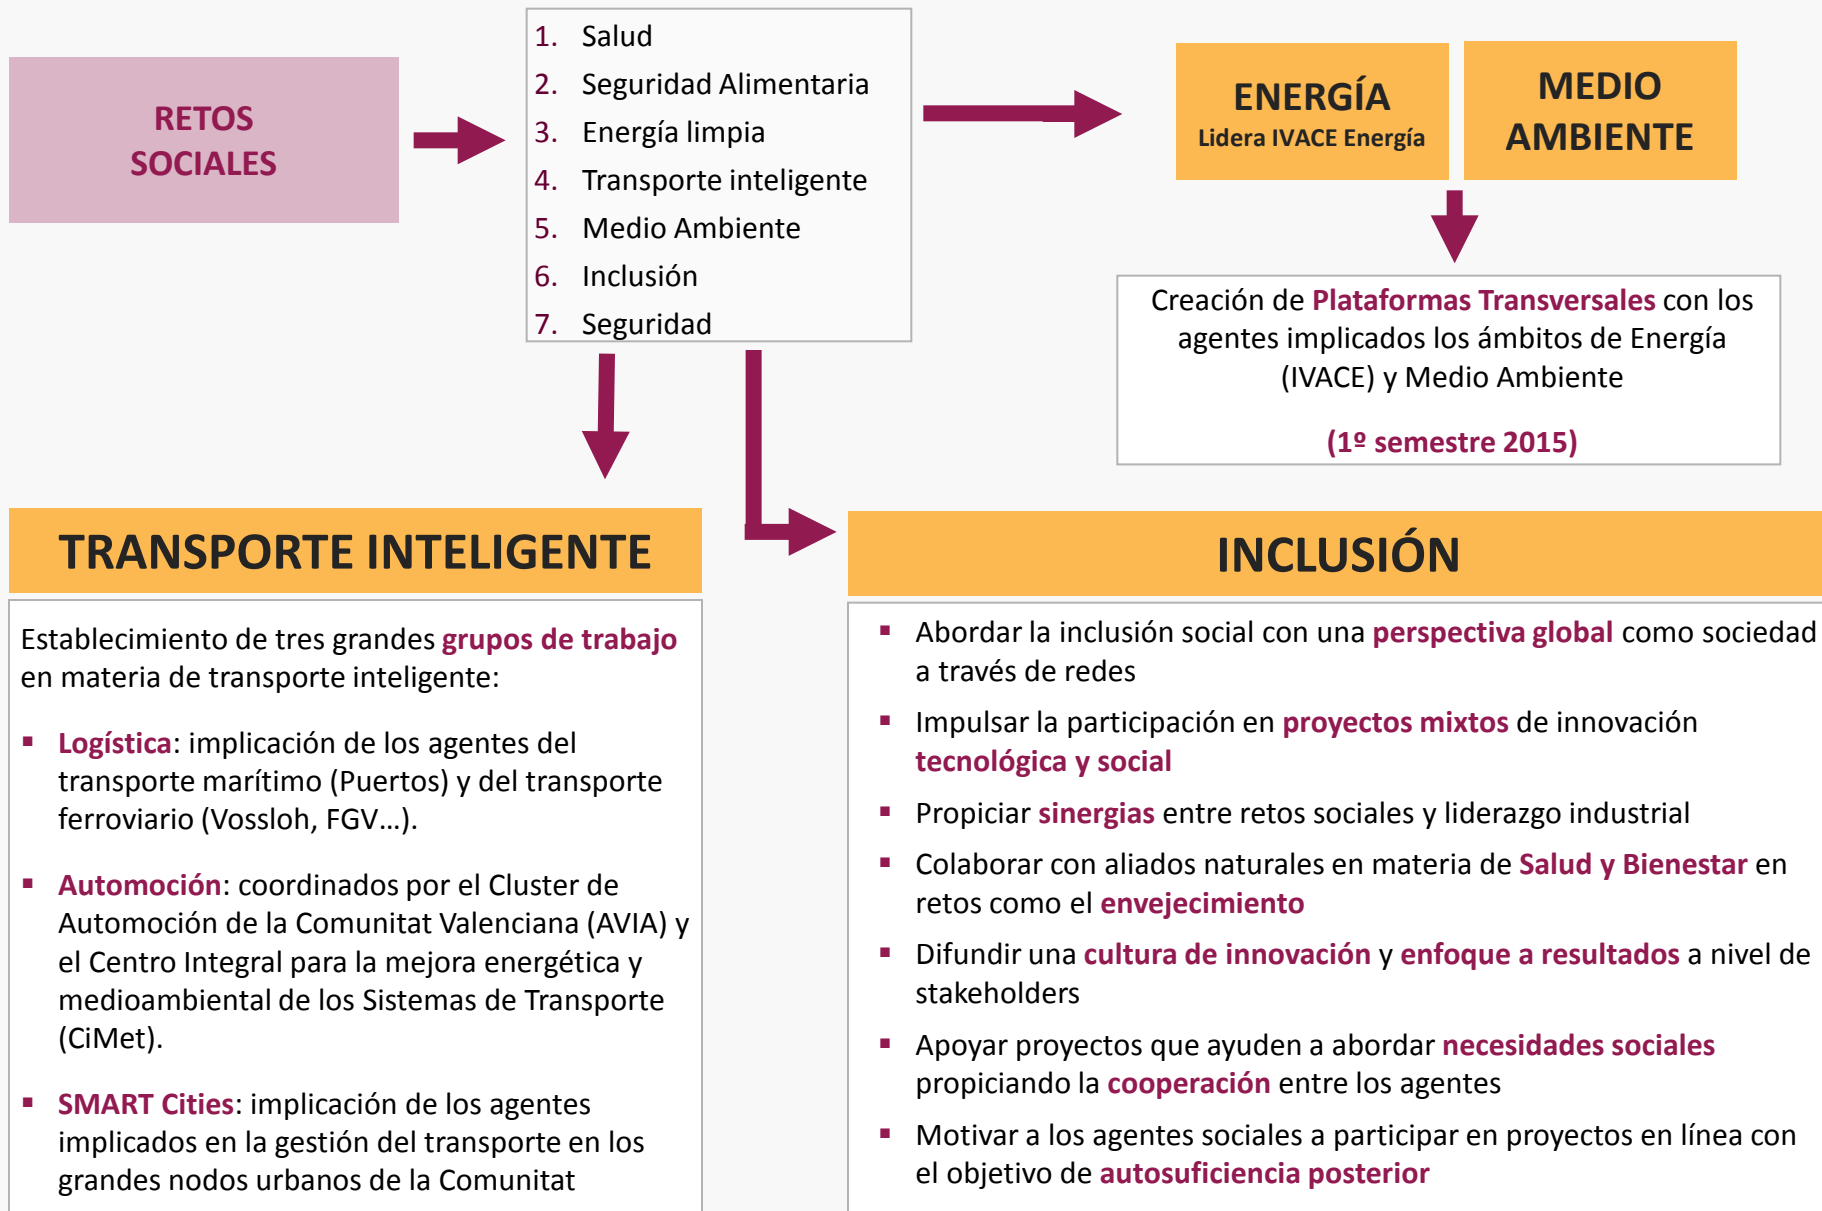 RETOS
SOCIALES
1. Salud
2. Seguridad Alimentaria
3. Energía limpia
4. Transporte inteligente
5. Medio Ambiente
6. Inclusión
7. Seguridad
ENERGÍA
Lidera IVACE Energía
MEDIO
AMBIENTE
Creación de Plataformas Transversales con los
agentes implicados los ámbitos de Energía
(IVACE) y Medio Ambiente
(1º semestre 2015)
TRANSPORTE INTELIGENTE
Establecimiento de tres grandes grupos de trabajo
en materia de transporte inteligente:
▪ Logística: implicación de los agentes del
transporte marítimo (Puertos) y del transporte
ferroviario (Vossloh, FGV...).
▪ Automoción: coordinados por el Cluster de
Automoción de la Comunitat Valenciana (AVIA) y
el Centro Integral para la mejora energética y
medioambiental de los Sistemas de Transporte
(CiMet).
▪ SMART Cities: implicación de los agentes
implicados en la gestión del transporte en los
grandes nodos urbanos de la Comunitat
INCLUSIÓN
▪ Abordar la inclusión social con una perspectiva global como sociedad
a través de redes
▪ Impulsar la participación en proyectos mixtos de innovación
tecnológica y social
▪ Propiciar sinergias entre retos sociales y liderazgo industrial
▪ Colaborar con aliados naturales en materia de Salud y Bienestar en
retos como el envejecimiento
▪ Difundir una cultura de innovación y enfoque a resultados a nivel de
stakeholders
▪ Apoyar proyectos que ayuden a abordar necesidades sociales
propiciando la cooperación entre los agentes
▪ Motivar a los agentes sociales a participar en proyectos en línea con
el objetivo de autosuficiencia posterior